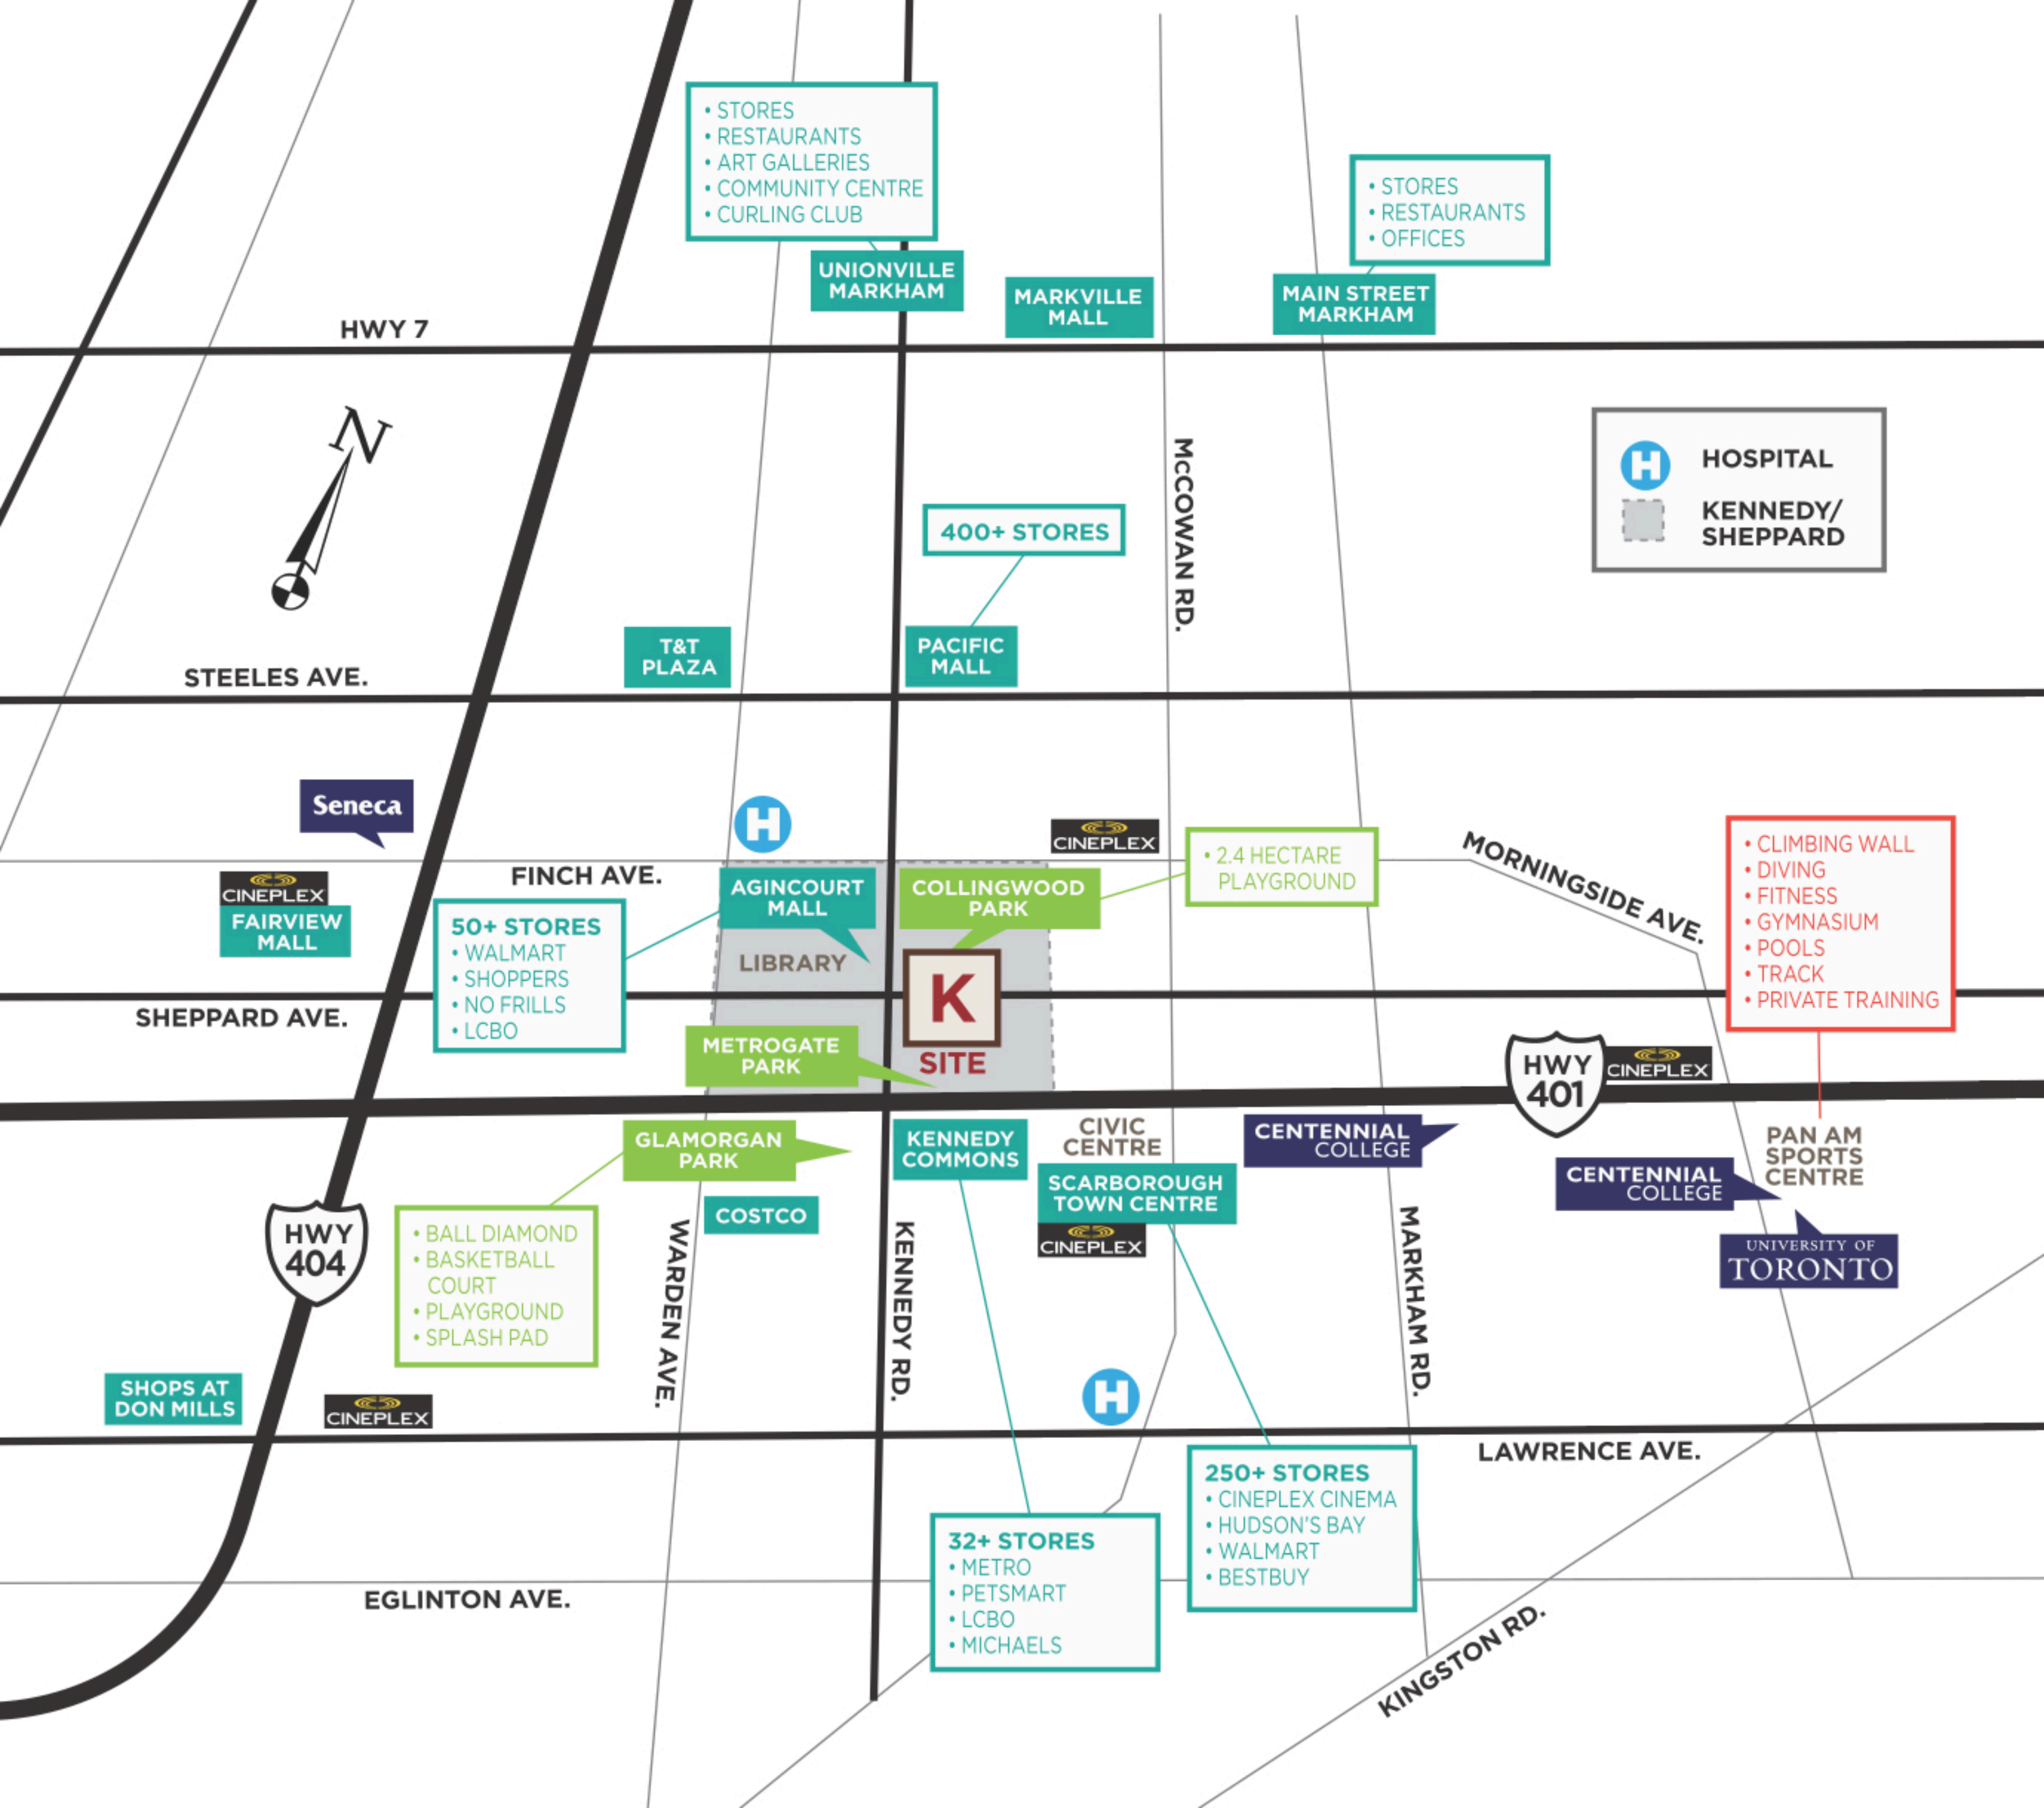 • STORES
• RESTAURANTS
• ART GALLERIES
• COMMUNITY CENTRE
• CURLING CLUB
• STORES
• RESTAURANTS
• OFFICES
UNIONVILLE
MARKHAM
MARKVILLE
MALL
MAIN STREET
MARKHAM
HWY 7
N
H
HOSPITAL
KENNEDY/
SHEPPARD
McCOWAN RD.
400+ STORES
T&T
PLAZA
PACIFIC
MALL
STEELES AVE.
Seneca
H
CINEPLEX
• 2.4 HECTARE
PLAYGROUND
MORNINGSIDE AVE.
• CLIMBING WALL
• DIVING
• FITNESS
• GYMNASIUM
• POOLS
• TRACK
• PRIVATE TRAINING
FINCH AVE.
CINEPLEX
FAIRVIEW
MALL
50+ STORES
• WALMART
• SHOPPERS
• NO FRILLS
• LCBO
AGINCOURT
MALL
COLLINGWOOD
PARK
LIBRARY
K
SITE
SHEPPARD AVE.
METROGATE
PARK
HWY
401
CINEPLEX
GLAMORGAN
PARK
KENNEDY
COMMONS
CIVIC
CENTRE
CENTENNIAL
COLLEGE
PAN AM
SPORTS
CENTRE
CENTENNIAL
COLLEGE
SCARBOROUGH
TOWN CENTRE
CINEPLEX
COSTCO
UNIVERSITY OF
TORONTO
HWY
404
• BALL DIAMOND
• BASKETBALL
COURT
• PLAYGROUND
• SPLASH PAD
WARDEN AVE.
KENNEDY RD.
MARKHAM RD.
SHOPS AT
DON MILLS
CINEPLEX
H
LAWRENCE AVE.
250+ STORES
• CINEPLEX CINEMA
• HUDSON'S BAY
• WALMART
• BESTBUY
32+ STORES
• METRO
• PETSMART
• LCBO
• MICHAELS
EGLINTON AVE.
KINGSTON RD.